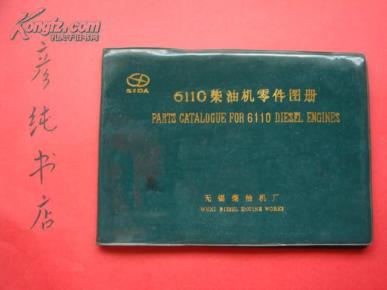 Kongfz.com
孔夫子旧书网
彦纯书店
SIDA
6110柴油机零件图册
PARTS CATALOGUE FOR 6110 DIESEL ENGINES
无锡柴油机厂
WUXI DIESEL ENGINE WORKS